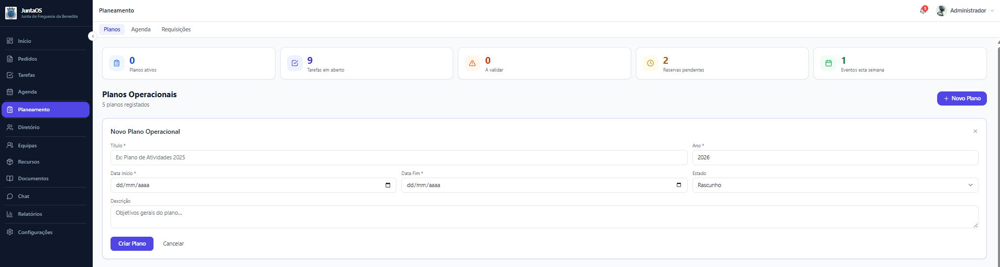 JuntaOS
Junta de Freguesia da Benedita
Início
Pedidos
Tarefas
Agenda
Planeamento
Diretório
Equipas
Recursos
Documentos
Chat
Relatórios
Configurações
Planeamento
1
Administrador
Planos
Agenda
Requisições
0
Planos ativos
9
Tarefas em aberto
0
A validar
2
Reservas pendentes
1
Eventos esta semana
Planos Operacionais
5 planos registados
+ Novo Plano
Novo Plano Operacional
Título *
Ano *
Ex: Plano de Atividades 2025
2026
Data Início *
Data Fim *
Estado
dd/mm/aaaa
dd/mm/aaaa
Rascunho
Descrição
Objetivos gerais do plano...
Criar Plano
Cancelar